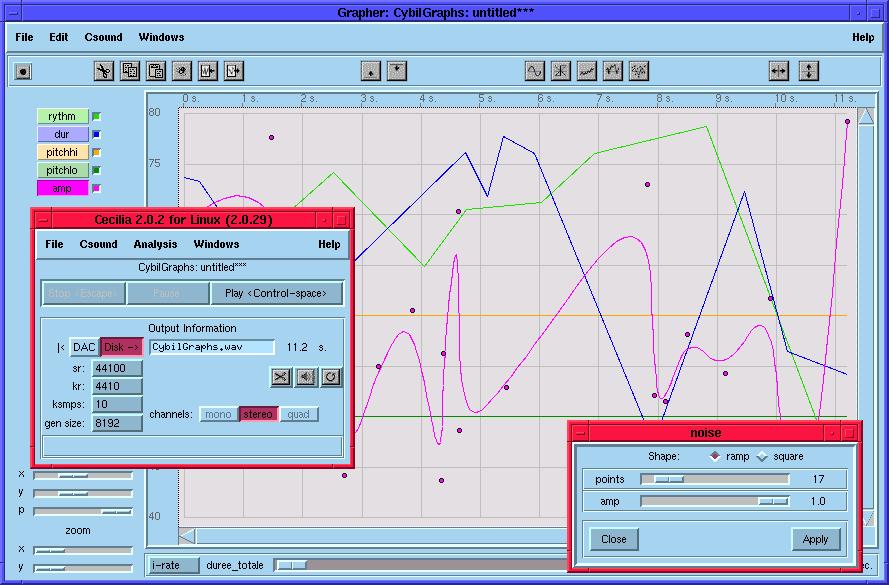 Grapher: CybilGraphs: untitled***
File Edit Csound Windows Help
0 s. 1 s. 2 s. 3 s. 4 s. 5 s. 6 s. 7 s. 8 s. 9 s. 10 s. 11 s.
80
75
40
rythm
dur
pitchhi
pitchlo
amp
Cecilia 2.0.2 for Linux (2.0.29)
File Csound Analysis Windows Help
CybilGraphs: untitled***
Stop <Escape> Pause Play <Control-space>
Output Information
|< DAC Disk -> CybilGraphs.wav 11.2 s.
sr: 44100
kr: 4410
ksmps: 10
channels: mono stereo quad
gen size: 8192
x
y
p
zoom
x
y
i-rate duree_totale ec.
noise
Shape: ramp square
points 17
amp 1.0
Close Apply